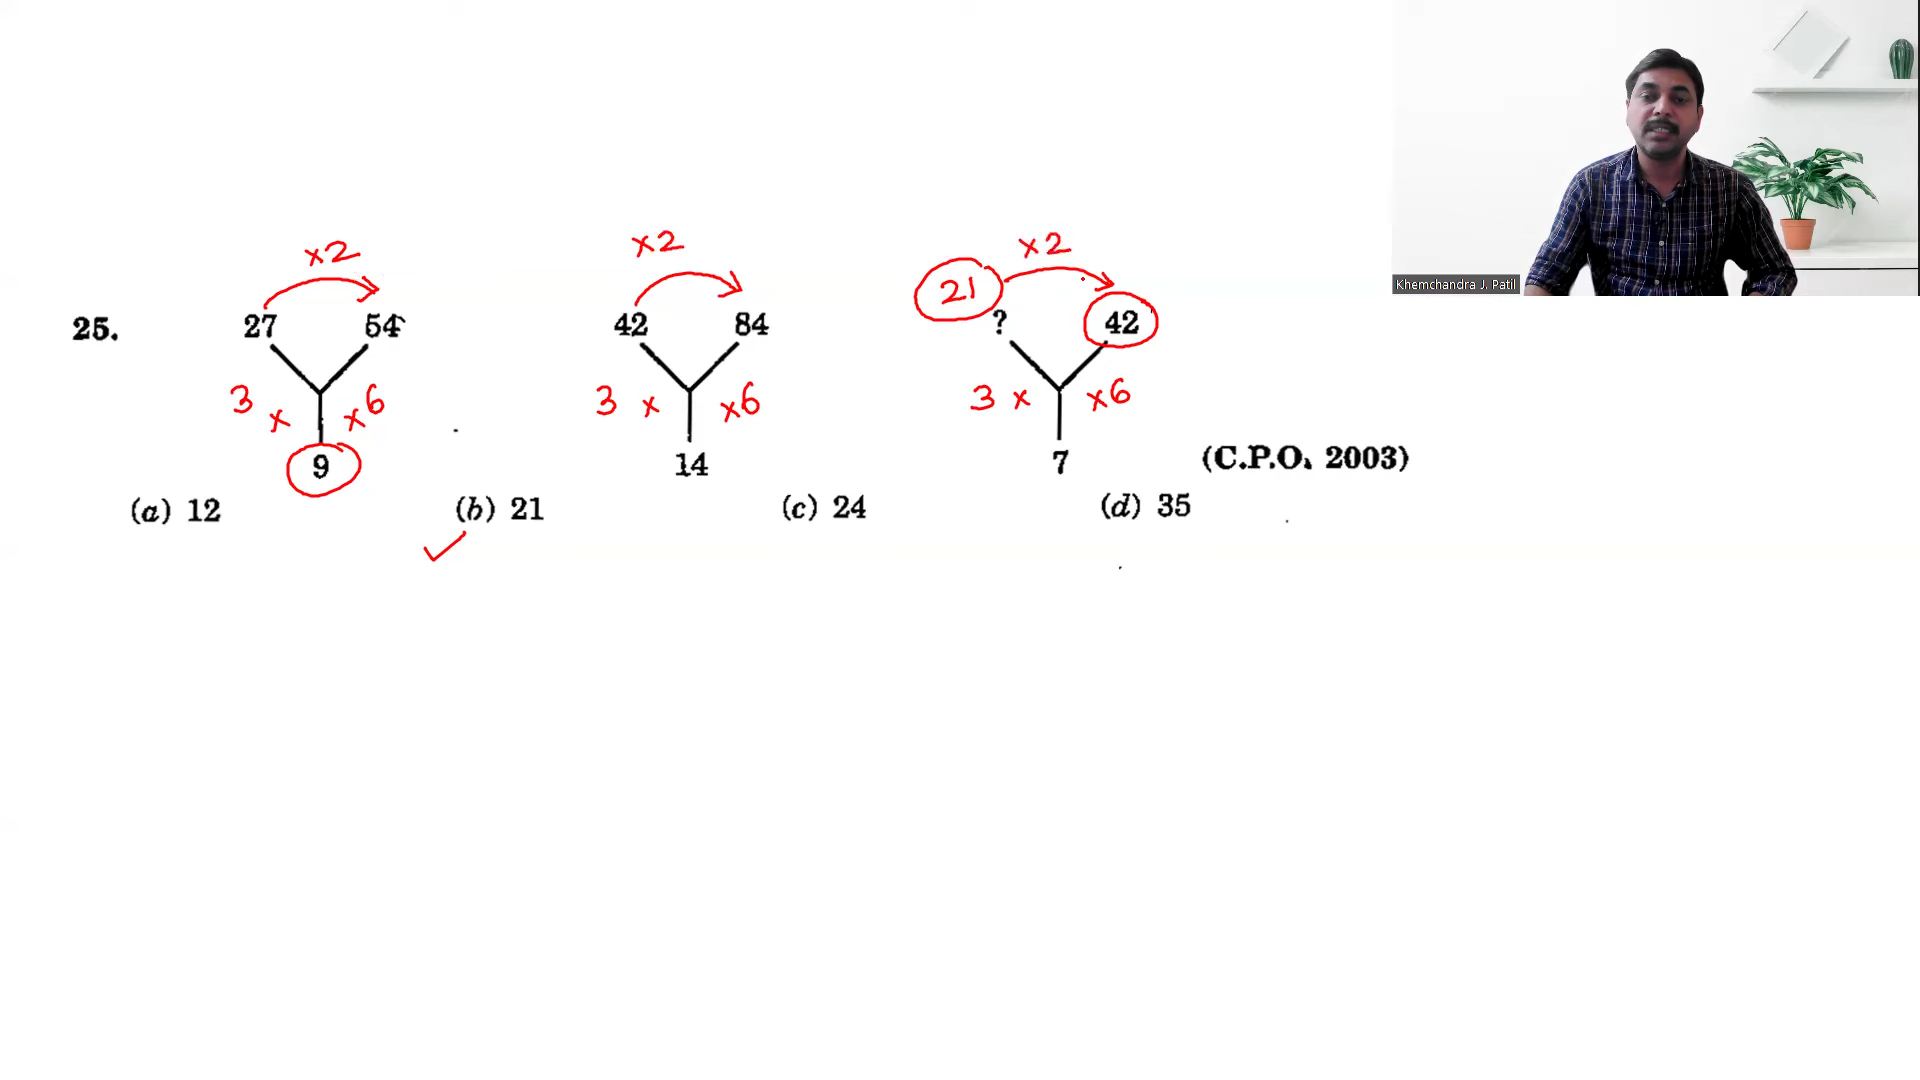 Khemchandra J. Patil
×2 ×2 21 ×2
25. 27 54 42 84 ? 42
3 × ×6 3 × ×6 3 × ×6
9 14 7 (C.P.O. 2003)
(a) 12 (b) 21 (c) 24 (d) 35